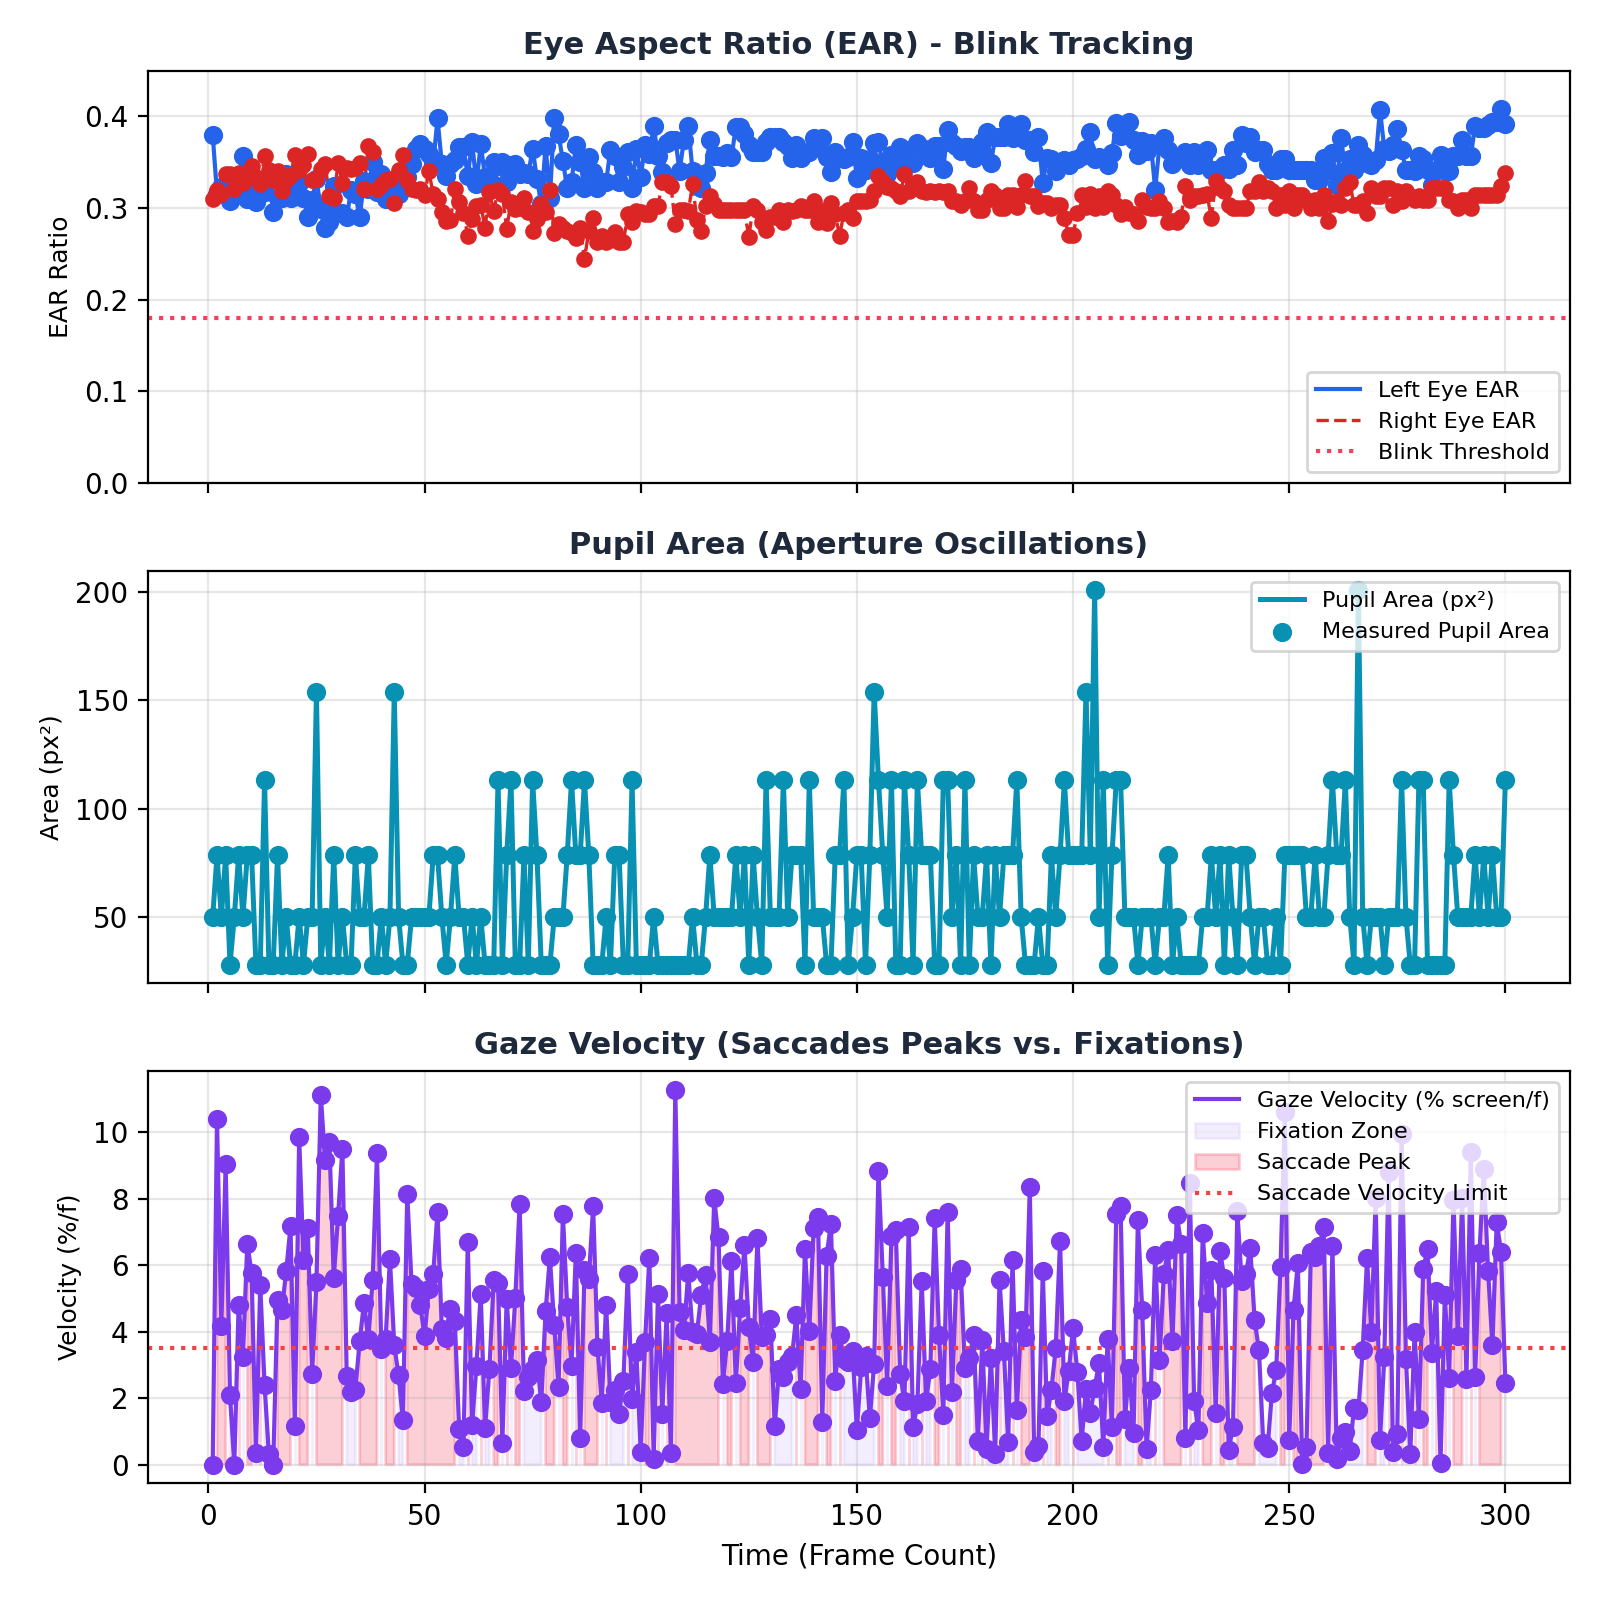 Eye Aspect Ratio (EAR) - Blink Tracking
EAR Ratio
0.4
0.3
0.2
0.1
0.0
Left Eye EAR
Right Eye EAR
Blink Threshold
Pupil Area (Aperture Oscillations)
Area (px²)
200
150
100
50
Pupil Area (px²)
Measured Pupil Area
Gaze Velocity (Saccades Peaks vs. Fixations)
Velocity (%/f)
10
8
6
4
2
0
Gaze Velocity (% screen/f)
Fixation Zone
Saccade Peak
Saccade Velocity Limit
0 50 100 150 200 250 300
Time (Frame Count)